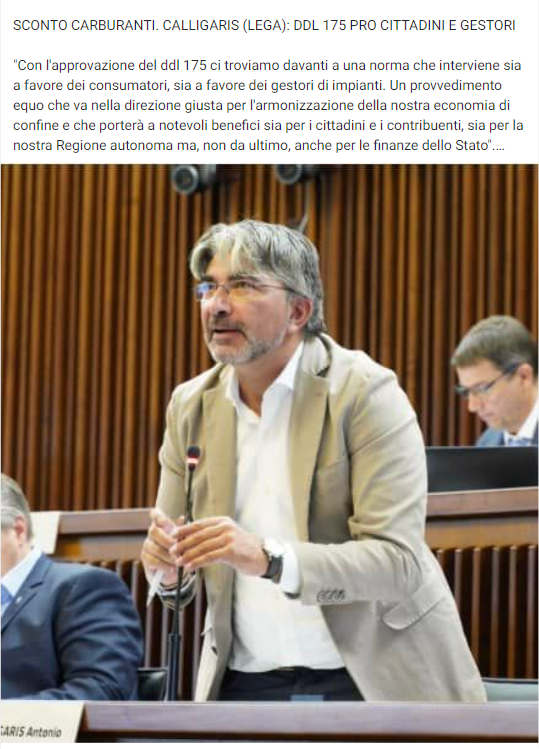 SCONTO CARBURANTI. CALLIGARIS (LEGA): DDL 175 PRO CITTADINI E GESTORI
"Con l'approvazione del ddl 175 ci troviamo davanti a una norma che interviene sia
a favore dei consumatori, sia a favore dei gestori di impianti. Un provvedimento
equo che va nella direzione giusta per l'armonizzazione della nostra economia di
confine e che porterà a notevoli benefici sia per i cittadini e i contribuenti, sia per la
nostra Regione autonoma ma, non da ultimo, anche per le finanze dello Stato"....
GARIS Antonio